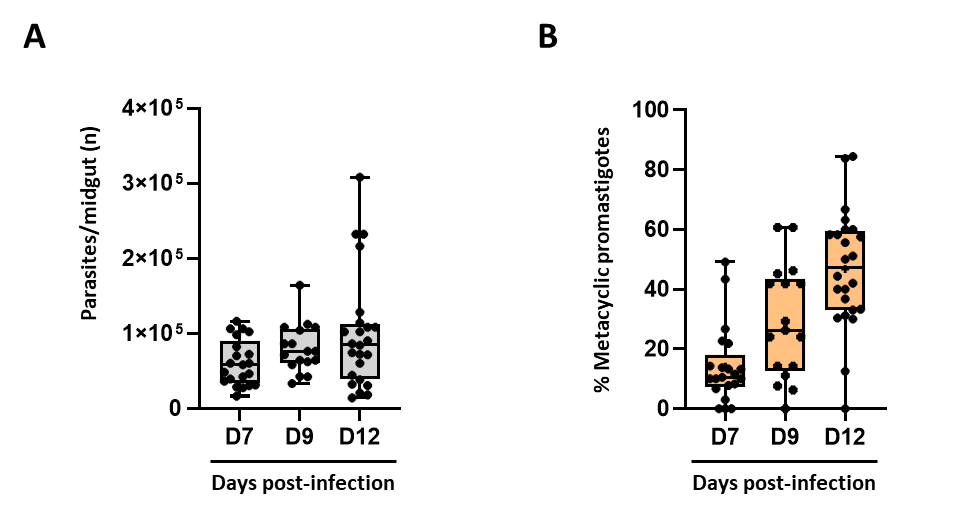 A
B
Parasites/midgut (n)
4×10⁵
3×10⁵
2×10⁵
1×10⁵
0
D7 D9 D12
Days post-infection
% Metacyclic promastigotes
100
80
60
40
20
0
D7 D9 D12
Days post-infection